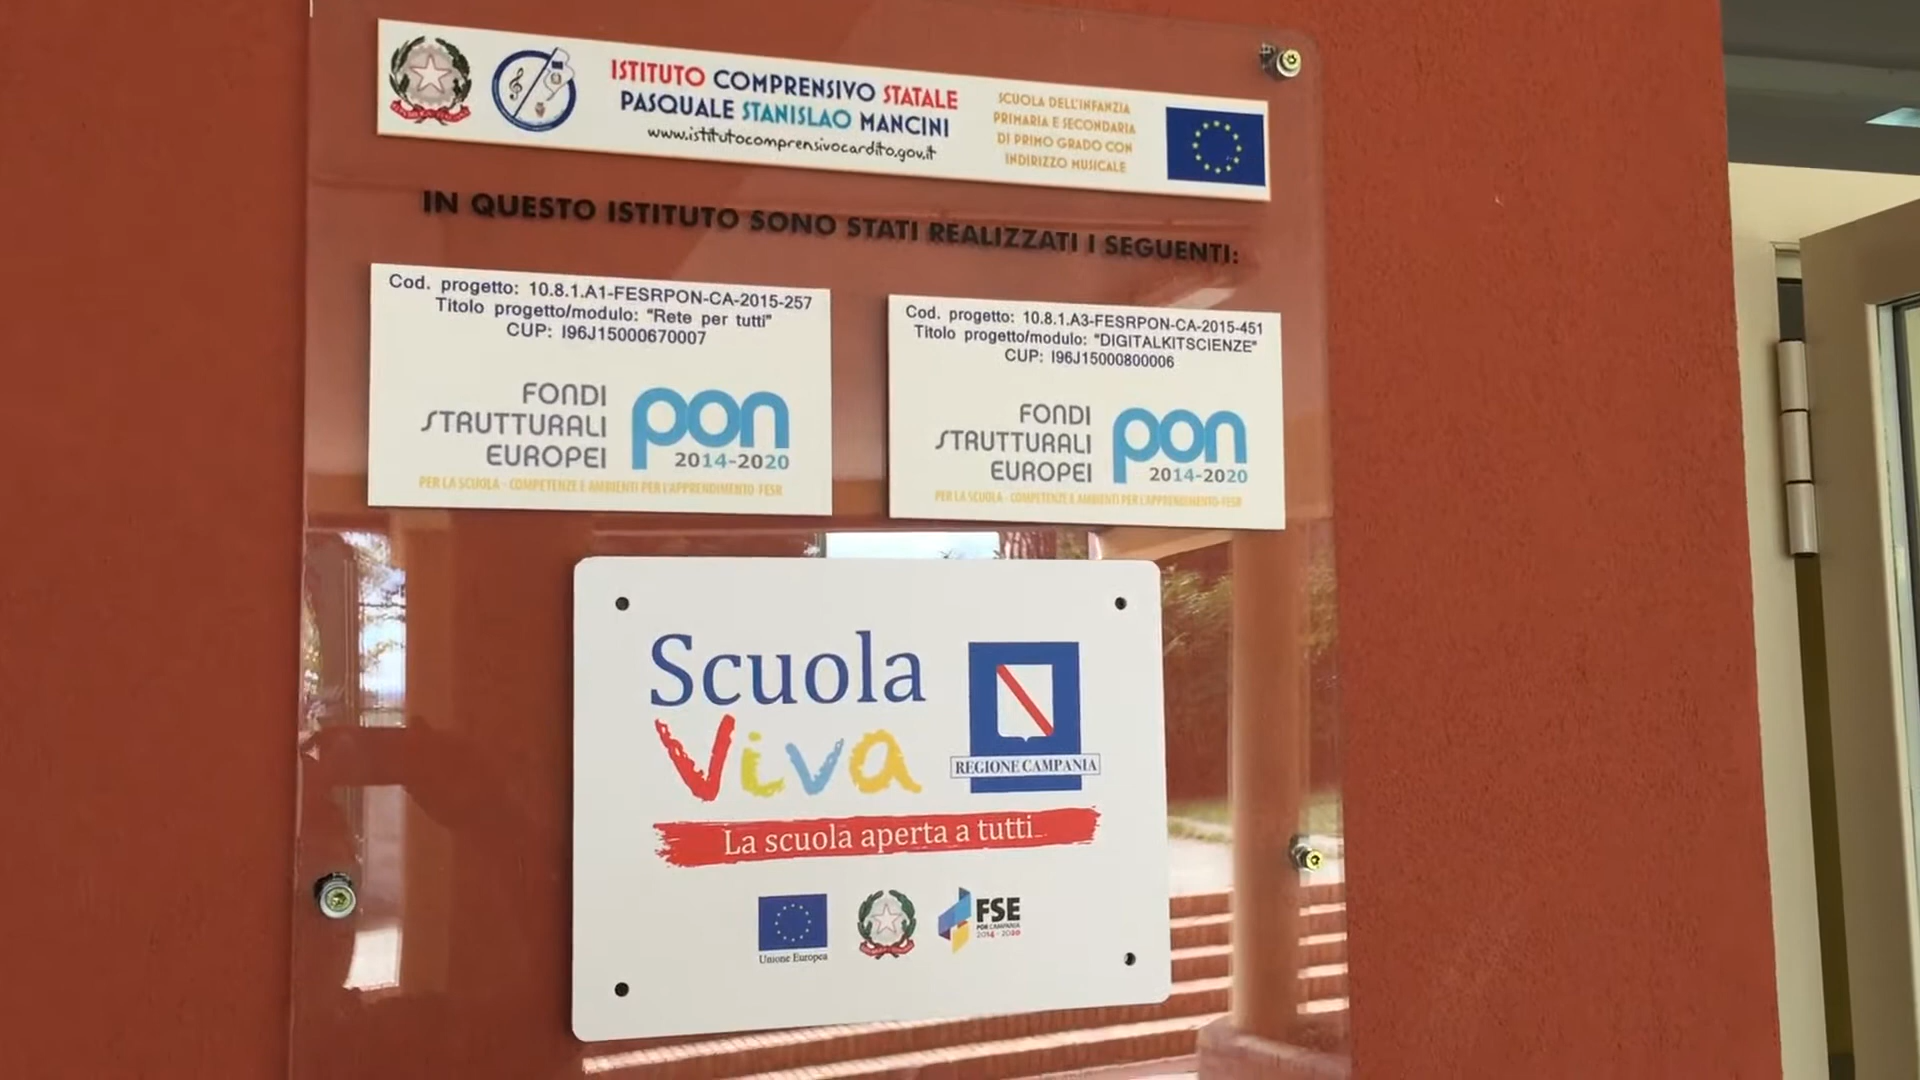 ISTITUTO COMPRENSIVO STATALE
PASQUALE STANISLAO MANCINI
www.istitutocomprensivocardito.gov.it
SCUOLA DELL'INFANZIA
PRIMARIA E SECONDARIA
DI PRIMO GRADO CON
INDIRIZZO MUSICALE
IN QUESTO ISTITUTO SONO STATI REALIZZATI I SEGUENTI:
Cod. progetto: 10.8.1.A1-FESRPON-CA-2015-257
Titolo progetto/modulo: "Rete per tutti"
CUP: I96J15000670007
FONDI
STRUTTURALI
EUROPEI
pon
2014-2020
PER LA SCUOLA - COMPETENZE E AMBIENTI PER L'APPRENDIMENTO-FESR
Cod. progetto: 10.8.1.A3-FESRPON-CA-2015-451
Titolo progetto/modulo: "DIGITALKITSCIENZE"
CUP: I96J15000800006
FONDI
STRUTTURALI
EUROPEI
pon
2014-2020
PER LA SCUOLA - COMPETENZE E AMBIENTI PER L'APPRENDIMENTO-FESR
Scuola
Viva
REGIONE CAMPANIA
La scuola aperta a tutti
Unione Europea
FSE
POR CAMPANIA
2014 - 2020